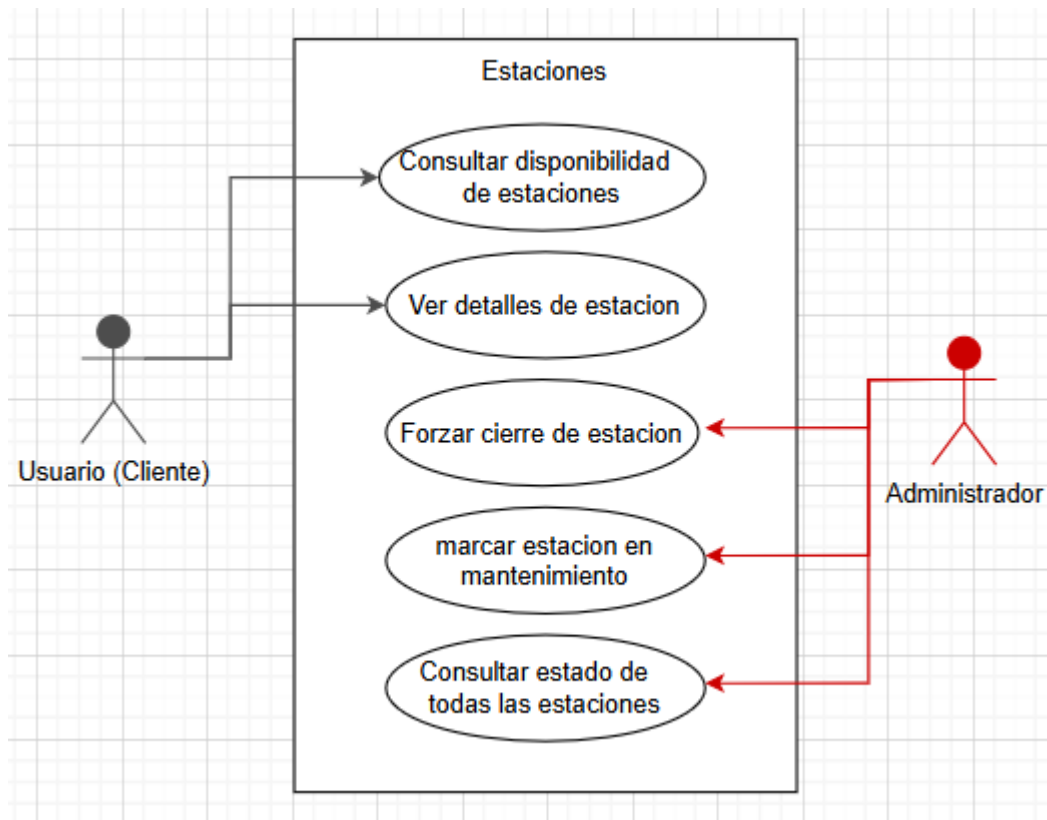 Estaciones
Consultar disponibilidad
de estaciones
Ver detalles de estacion
Forzar cierre de estacion
Usuario (Cliente)
Administrador
marcar estacion en
mantenimiento
Consultar estado de
todas las estaciones